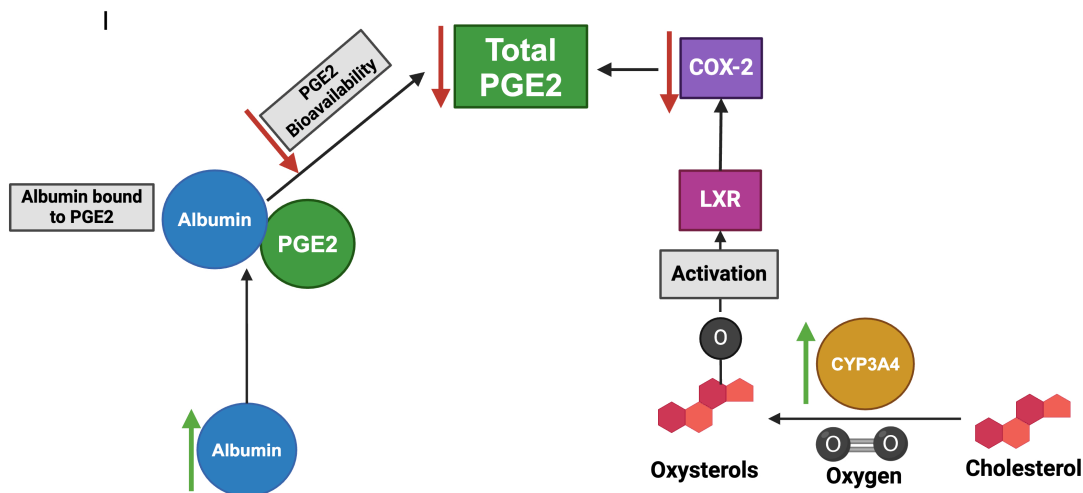 I
PGE2
Bioavailability
Total
PGE2
COX-2
Albumin bound
to PGE2
Albumin
PGE2
LXR
Activation
O
CYP3A4
Albumin
O
O
Oxysterols
Oxygen
Cholesterol